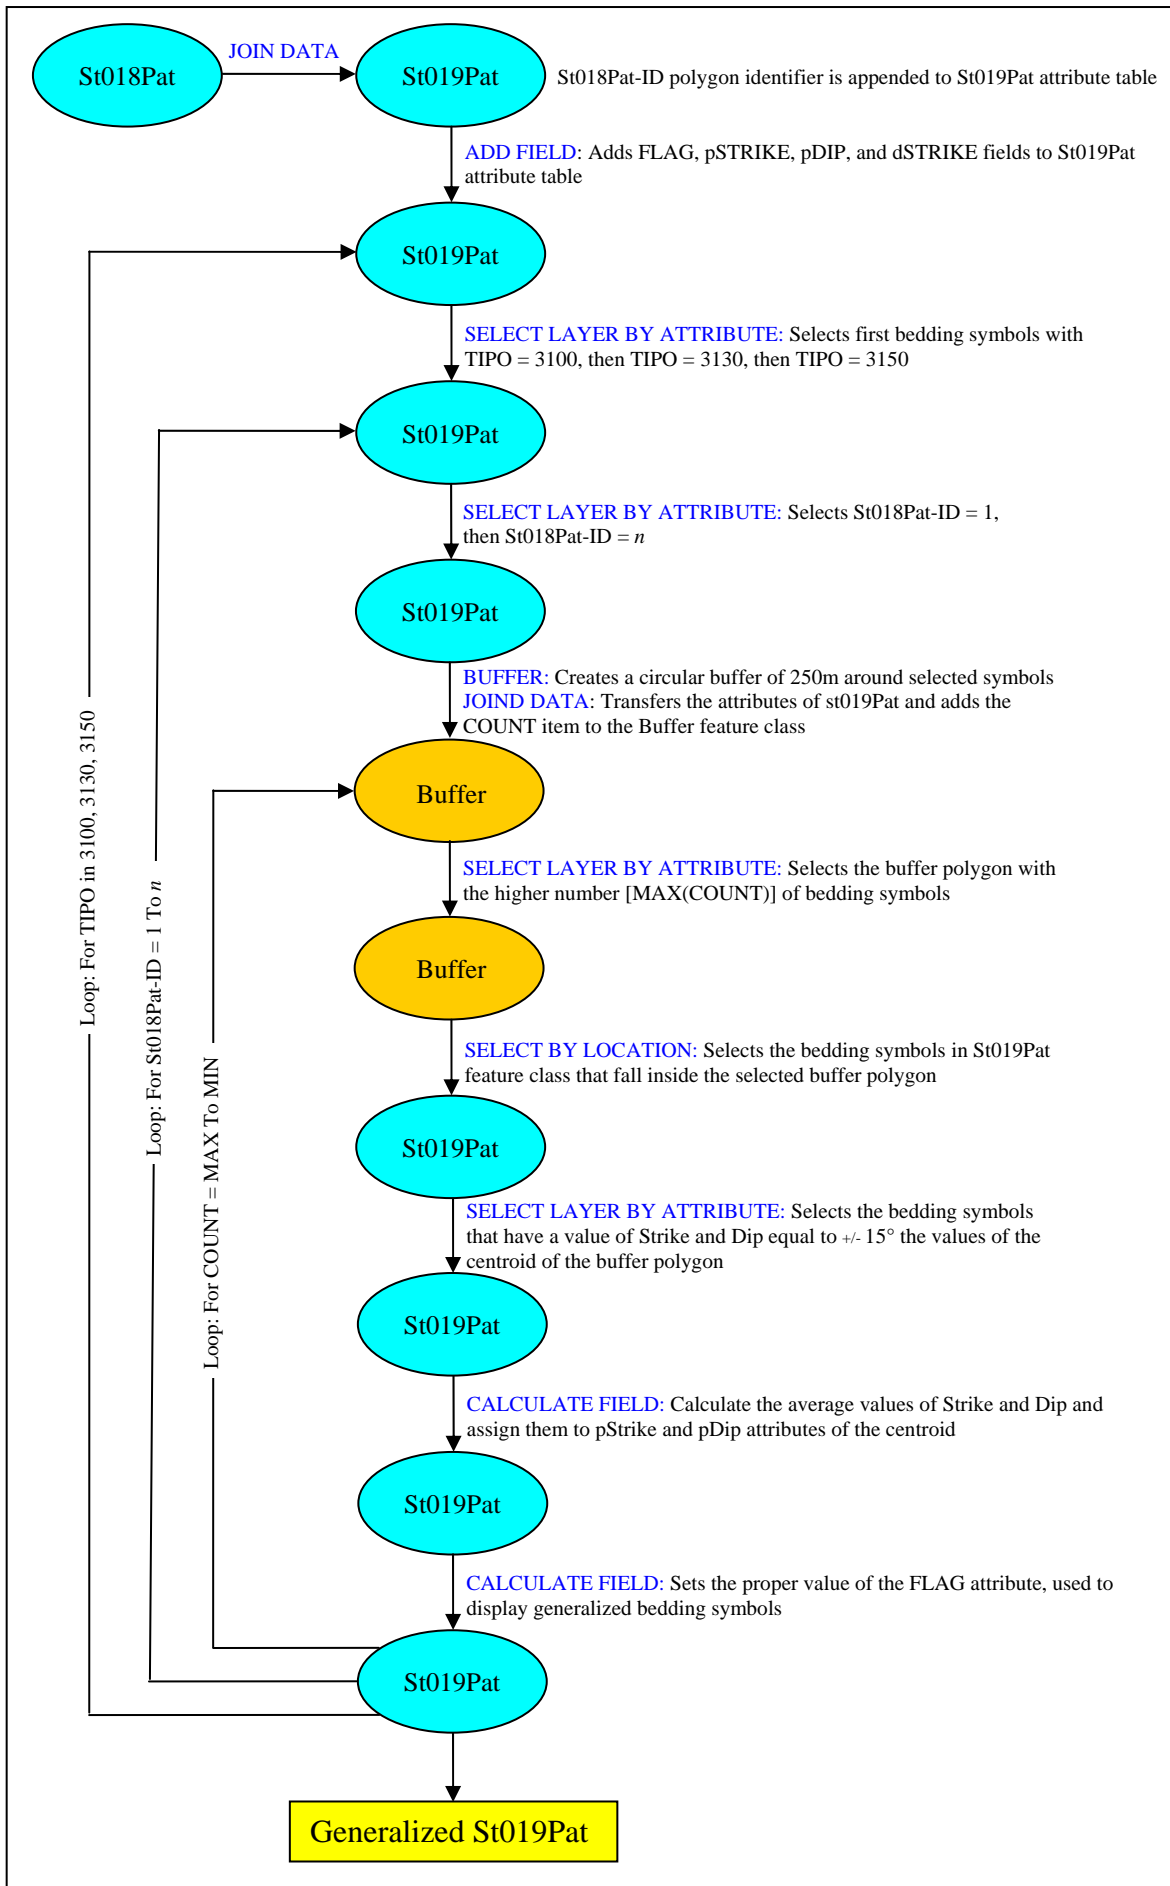 JOIN DATA
St018Pat
St019Pat
St018Pat-ID polygon identifier is appended to St019Pat attribute table
ADD FIELD: Adds FLAG, pSTRIKE, pDIP, and dSTRIKE fields to St019Pat
attribute table
St019Pat
SELECT LAYER BY ATTRIBUTE: Selects first bedding symbols with
TIPO = 3100, then TIPO = 3130, then TIPO = 3150
St019Pat
SELECT LAYER BY ATTRIBUTE: Selects St018Pat-ID = 1,
then St018Pat-ID = n
St019Pat
BUFFER: Creates a circular buffer of 250m around selected symbols
JOIND DATA: Transfers the attributes of st019Pat and adds the
COUNT item to the Buffer feature class
Buffer
SELECT LAYER BY ATTRIBUTE: Selects the buffer polygon with
the higher number [MAX(COUNT)] of bedding symbols
Buffer
SELECT BY LOCATION: Selects the bedding symbols in St019Pat
feature class that fall inside the selected buffer polygon
St019Pat
SELECT LAYER BY ATTRIBUTE: Selects the bedding symbols
that have a value of Strike and Dip equal to +/- 15° the values of the
centroid of the buffer polygon
St019Pat
CALCULATE FIELD: Calculate the average values of Strike and Dip and
assign them to pStrike and pDip attributes of the centroid
St019Pat
CALCULATE FIELD: Sets the proper value of the FLAG attribute, used to
display generalized bedding symbols
St019Pat
Generalized St019Pat
Loop: For TIPO in 3100, 3130, 3150
Loop: For St018Pat-ID = 1 To n
Loop: For COUNT = MAX To MIN